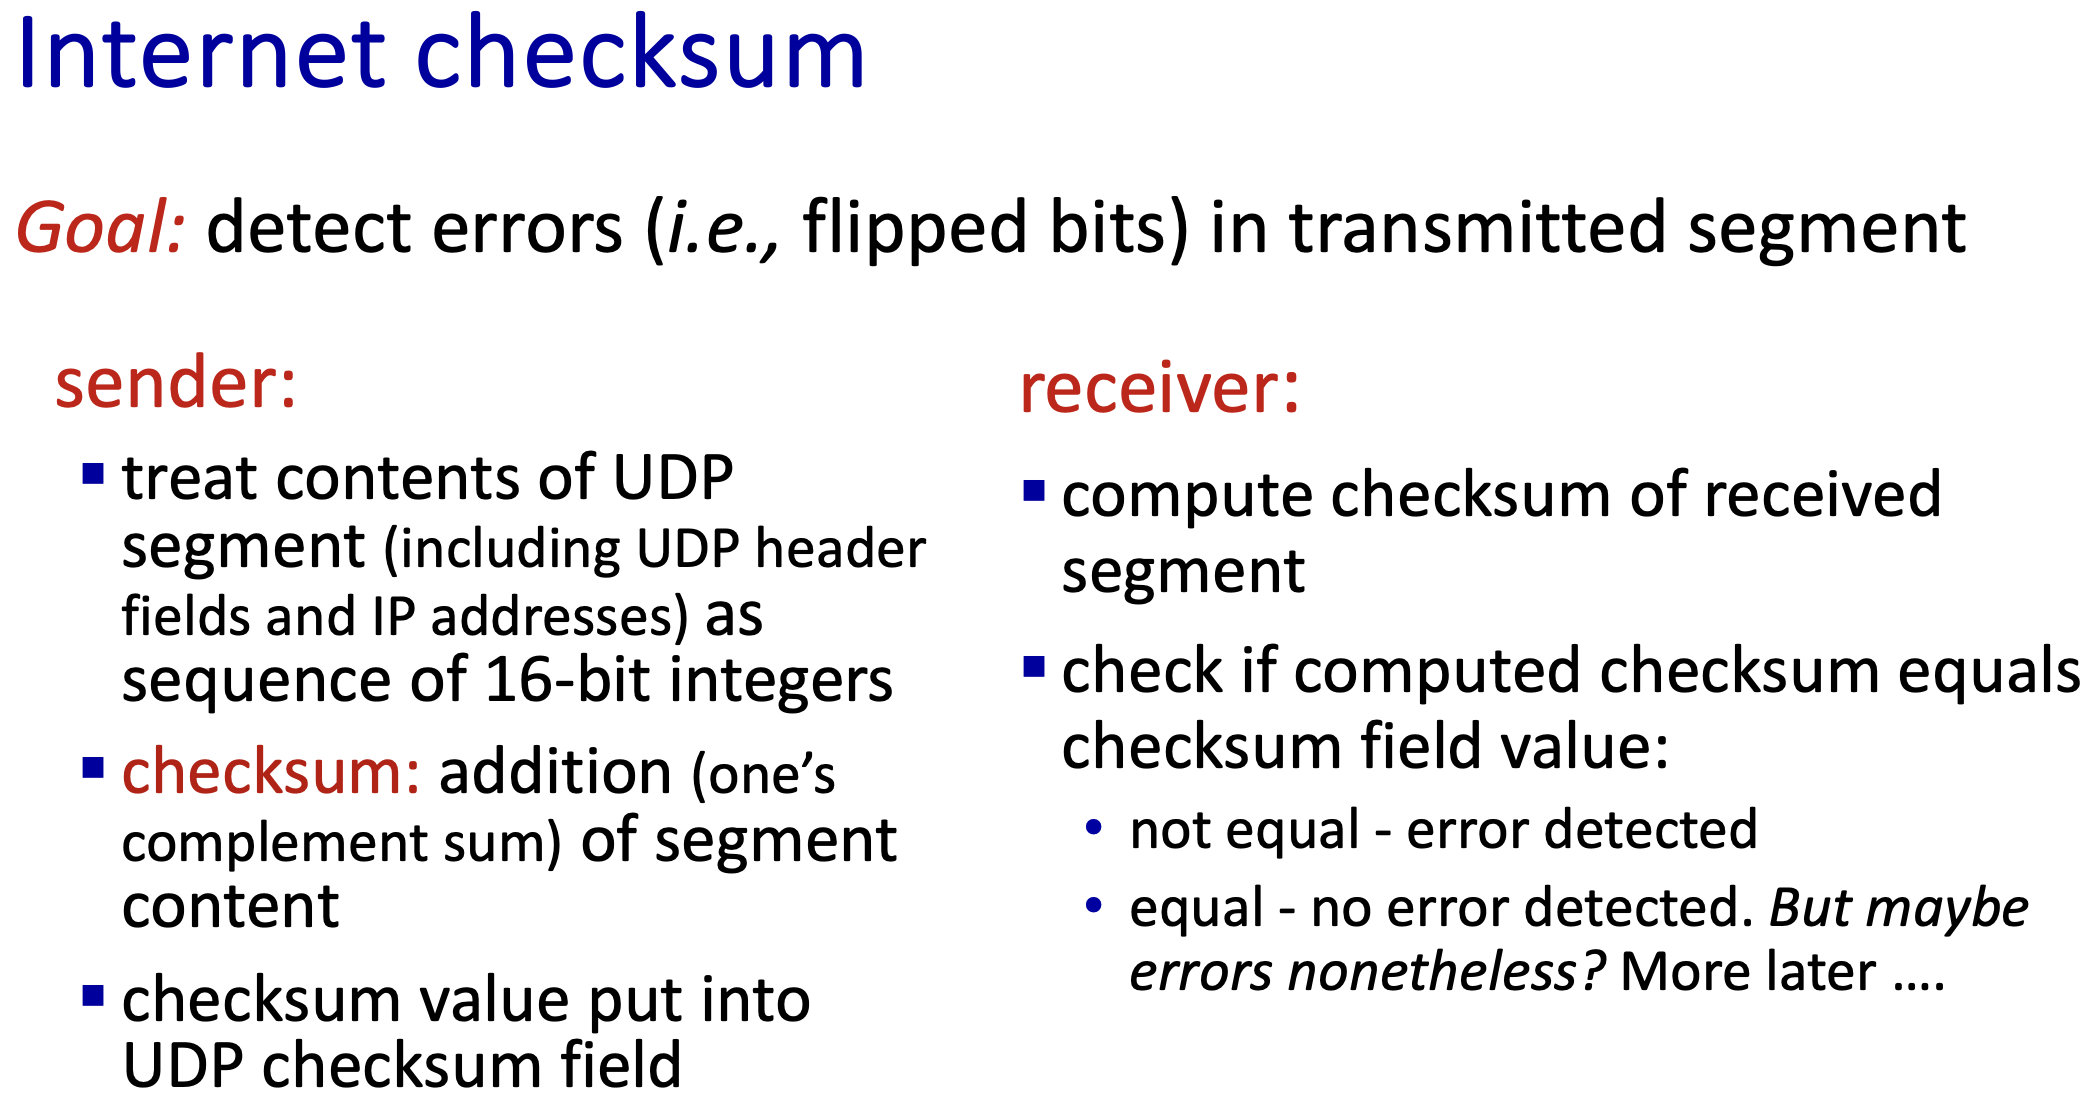 Internet checksum
Goal: detect errors (i.e., flipped bits) in transmitted segment
sender:
▪ treat contents of UDP
segment (including UDP header
fields and IP addresses) as
sequence of 16-bit integers
▪ checksum: addition (one’s
complement sum) of segment
content
▪ checksum value put into
UDP checksum field
receiver:
▪ compute checksum of received
segment
▪ check if computed checksum equals
checksum field value:
• not equal - error detected
• equal - no error detected. But maybe
errors nonetheless? More later ….